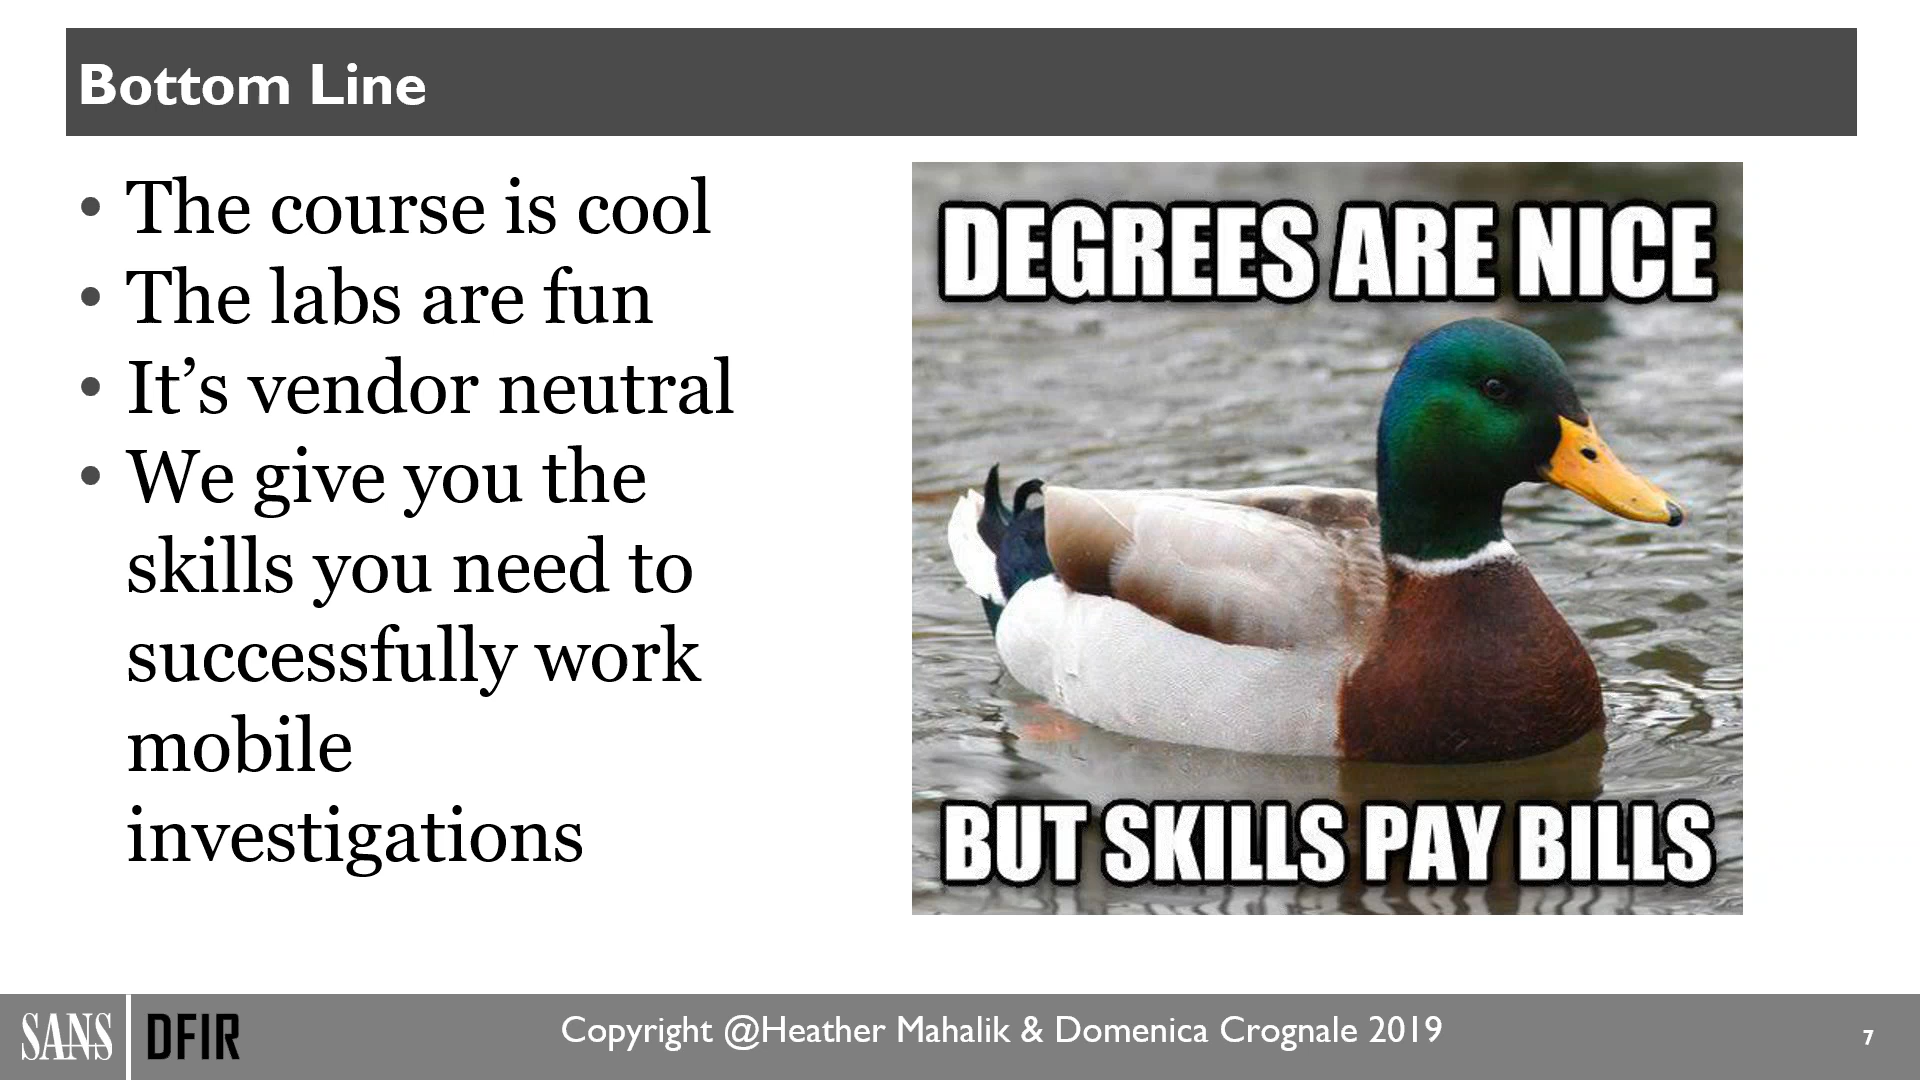 Bottom Line
• The course is cool
• The labs are fun
• It’s vendor neutral
• We give you the
skills you need to
successfully work
mobile
investigations
DEGREES ARE NICE
BUT SKILLS PAY BILLS
SANS DFIR
Copyright @Heather Mahalik & Domenica Crognale 2019
7